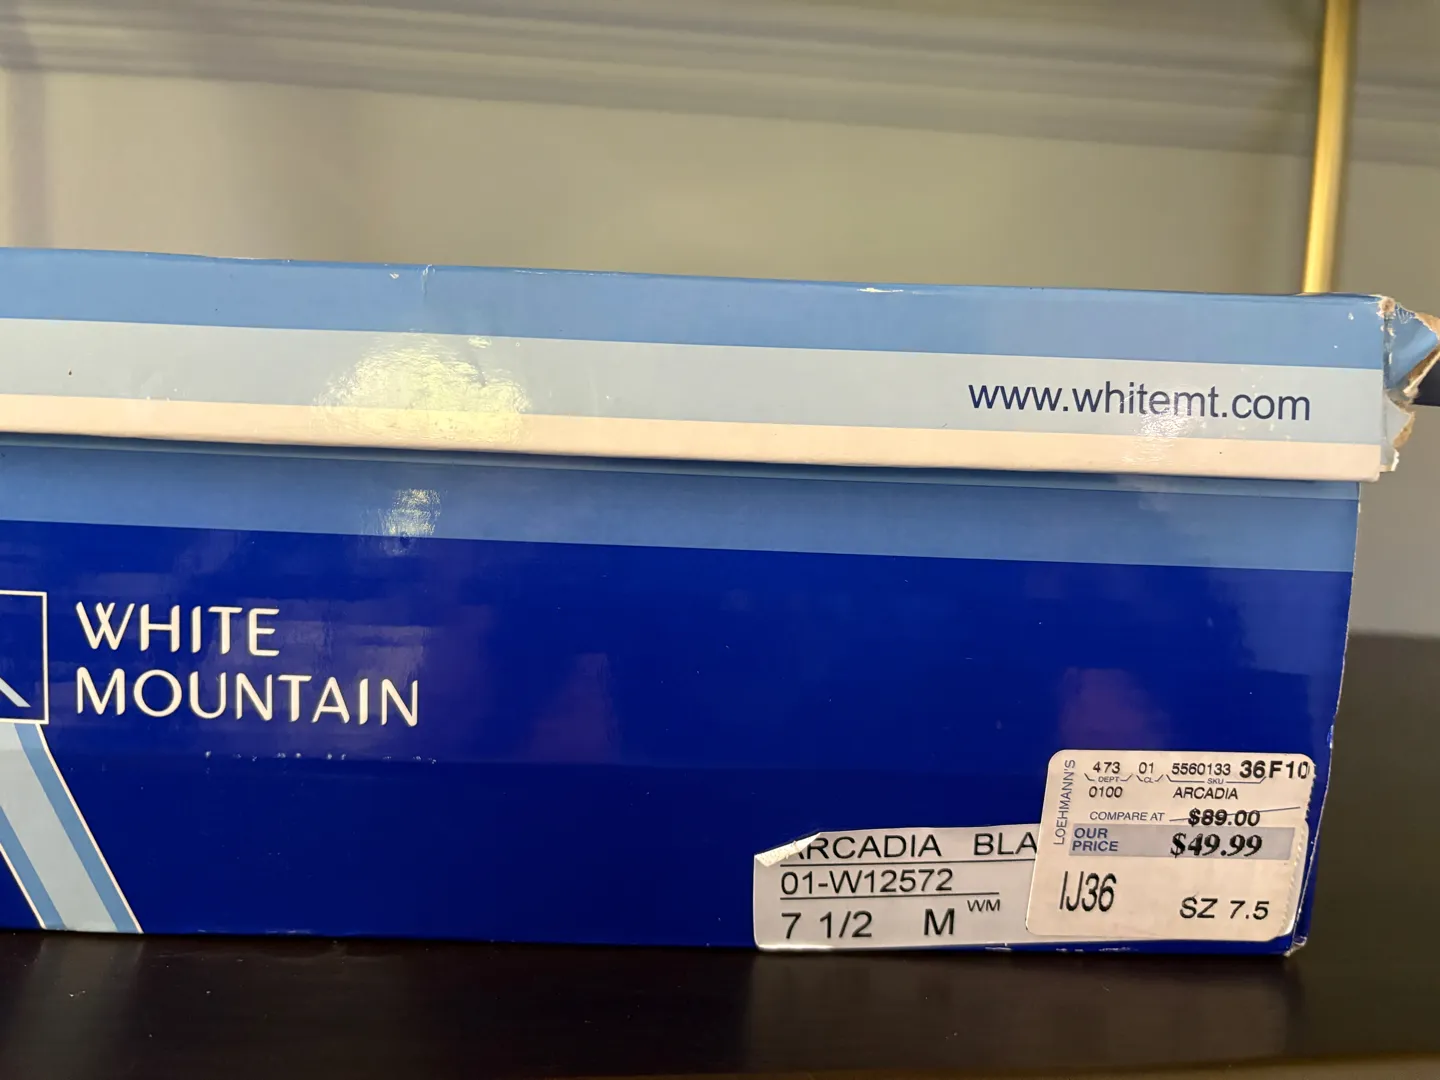 www.whitemt.com
WHITE
MOUNTAIN
LOEHMANN'S
473 01 5560133 36F10
DEPT CL SKU
0100 ARCADIA
COMPARE AT $89.00
OUR PRICE $49.99
IJ36 SZ 7.5
ARCADIA BLA
01-W12572
7 1/2 M WM